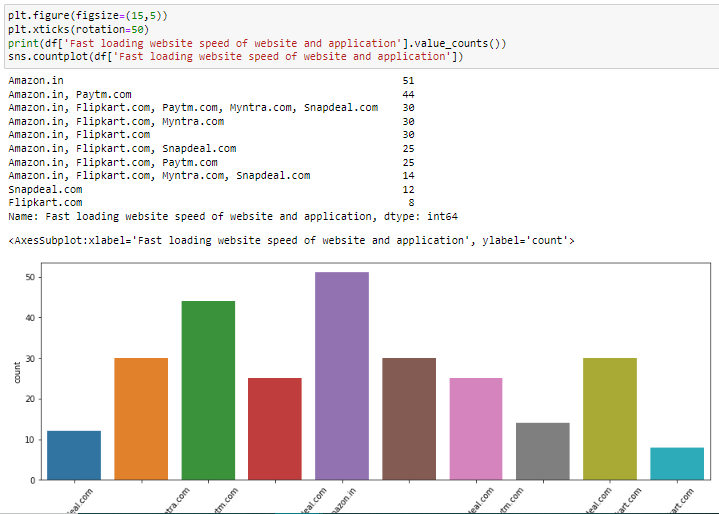 plt.figure(figsize=(15,5))
plt.xticks(rotation=50)
print(df['Fast loading website speed of website and application'].value_counts())
sns.countplot(df['Fast loading website speed of website and application'])
Amazon.in 51
Amazon.in, Paytm.com 44
Amazon.in, Flipkart.com, Paytm.com, Myntra.com, Snapdeal.com 30
Amazon.in, Flipkart.com, Myntra.com 30
Amazon.in, Flipkart.com 30
Amazon.in, Flipkart.com, Snapdeal.com 25
Amazon.in, Flipkart.com, Paytm.com 25
Amazon.in, Flipkart.com, Myntra.com, Snapdeal.com 14
Snapdeal.com 12
Flipkart.com 8
Name: Fast loading website speed of website and application, dtype: int64
<AxesSubplot:xlabel='Fast loading website speed of website and application', ylabel='count'>
50
40
30
20
10
0
count
eal.com
tra.com
tm.com
eal.com
mazon.in
eal.com
tm.com
eal.com
art.com
art.com